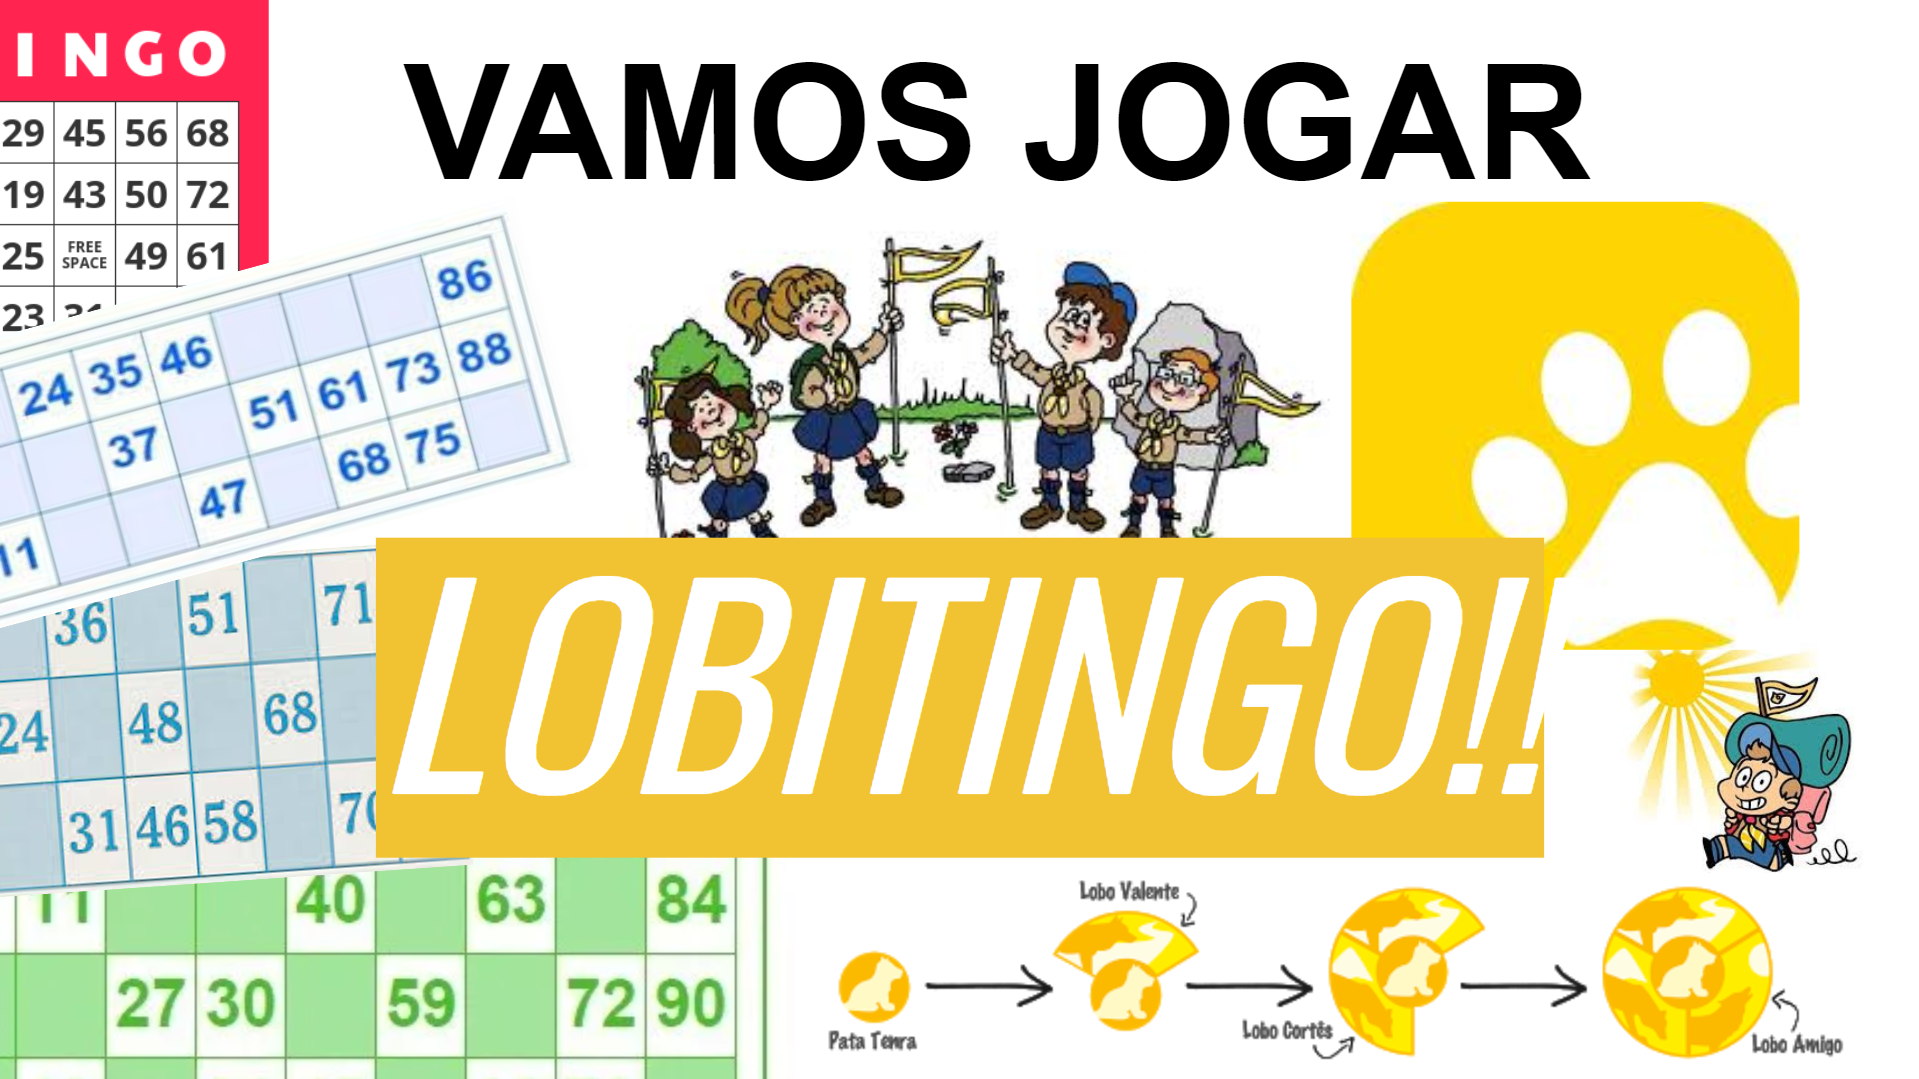 INGO
29 45 56 68
19 43 50 72
25 FREE SPACE 49 61
23
VAMOS JOGAR
86
24 35 46
51 61 73 88
37
68 75
47
11
36 51 71
24 48 68
31 46 58 70
LOBITINGO!!
11 40 63 84
27 30 59 72 90
Lobo Valente
Pata Tenra
Lobo Cortês
Lobo Amigo